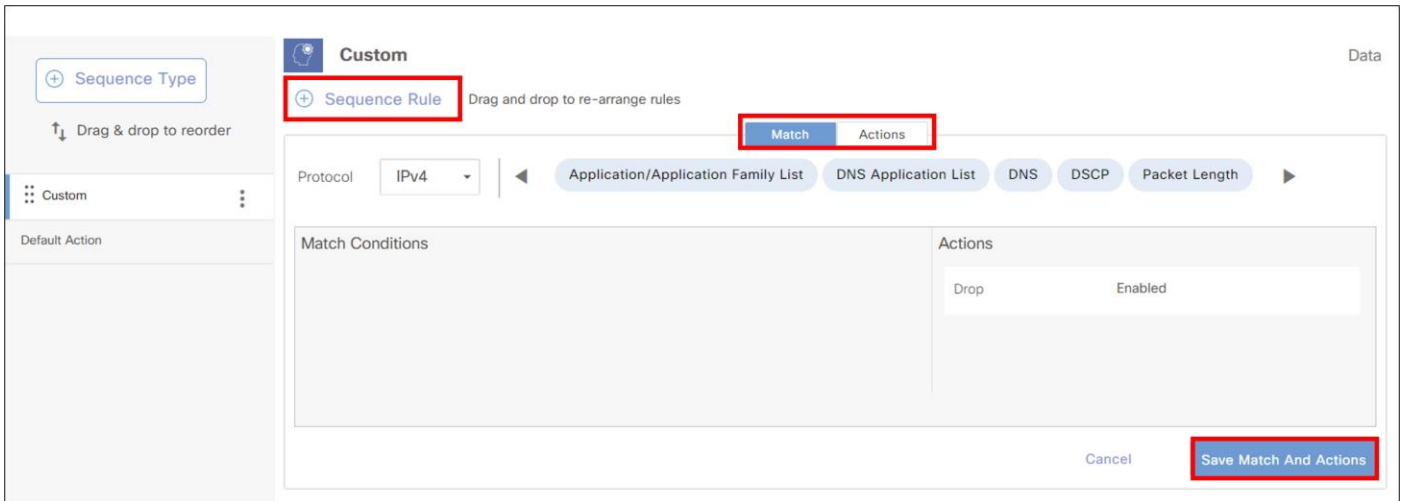 Sequence Type
Drag & drop to reorder
Custom
Default Action
Custom
Data
Sequence Rule Drag and drop to re-arrange rules
Match Actions
Protocol IPv4 Application/Application Family List DNS Application List DNS DSCP Packet Length
Match Conditions
Actions
Drop Enabled
Cancel Save Match And Actions